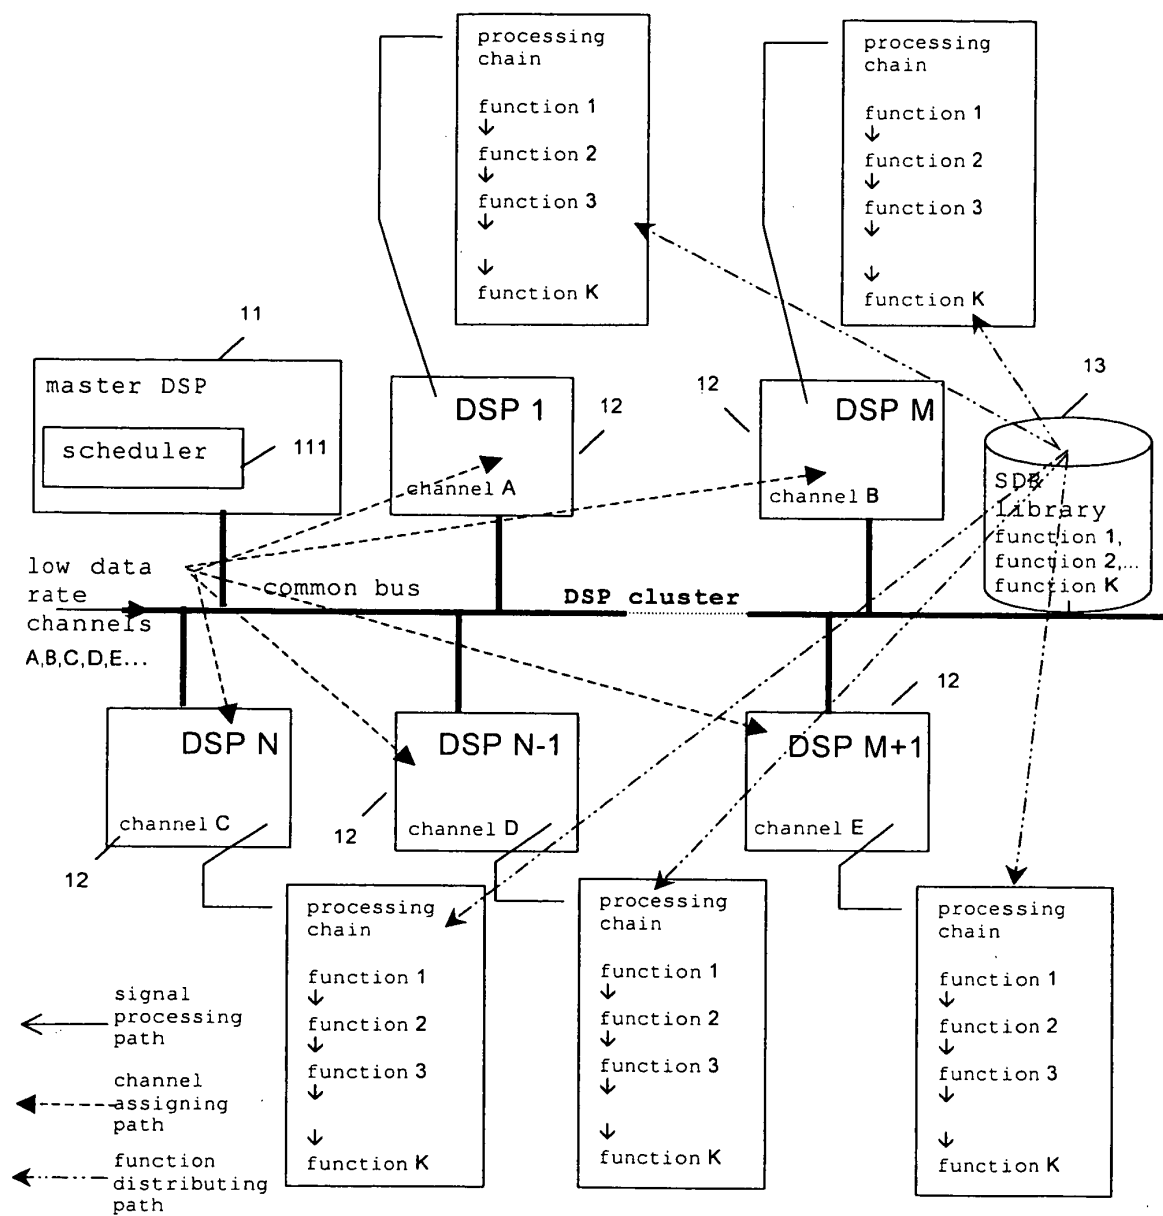 processing
chain
function 1
function 2
function 3
function K
processing
chain
function 1
function 2
function 3
function K
11
master DSP
scheduler
111
DSP 1
channel A
12
12
DSP M
channel B
13
SDR
Library
function 1,
function 2,...
function K
low data
rate
channels
A,B,C,D,E...
common bus
DSP cluster
DSP N
channel C
12
DSP N-1
channel D
12
DSP M+1
channel E
12
processing
chain
function 1
function 2
function 3
function K
processing
chain
function 1
function 2
function 3
function K
processing
chain
function 1
function 2
function 3
function K
signal
processing
path
channel
assigning
path
function
distributing
path